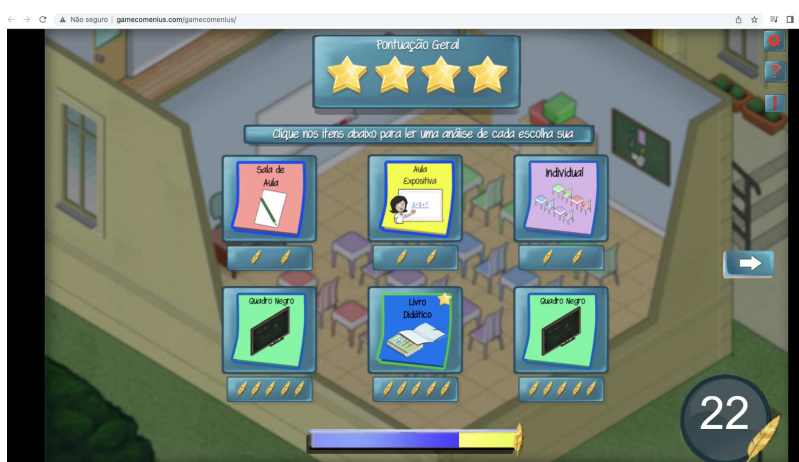 Não seguro
gamecomenius.com/gamecomenius/
Pontuação Geral
Clique nos itens abaixo para ler uma análise de cada escolha sua
Sala de
Aula
Aula
Expositiva
Individual
Quadro Negro
Livro
Didático
Quadro Negro
22